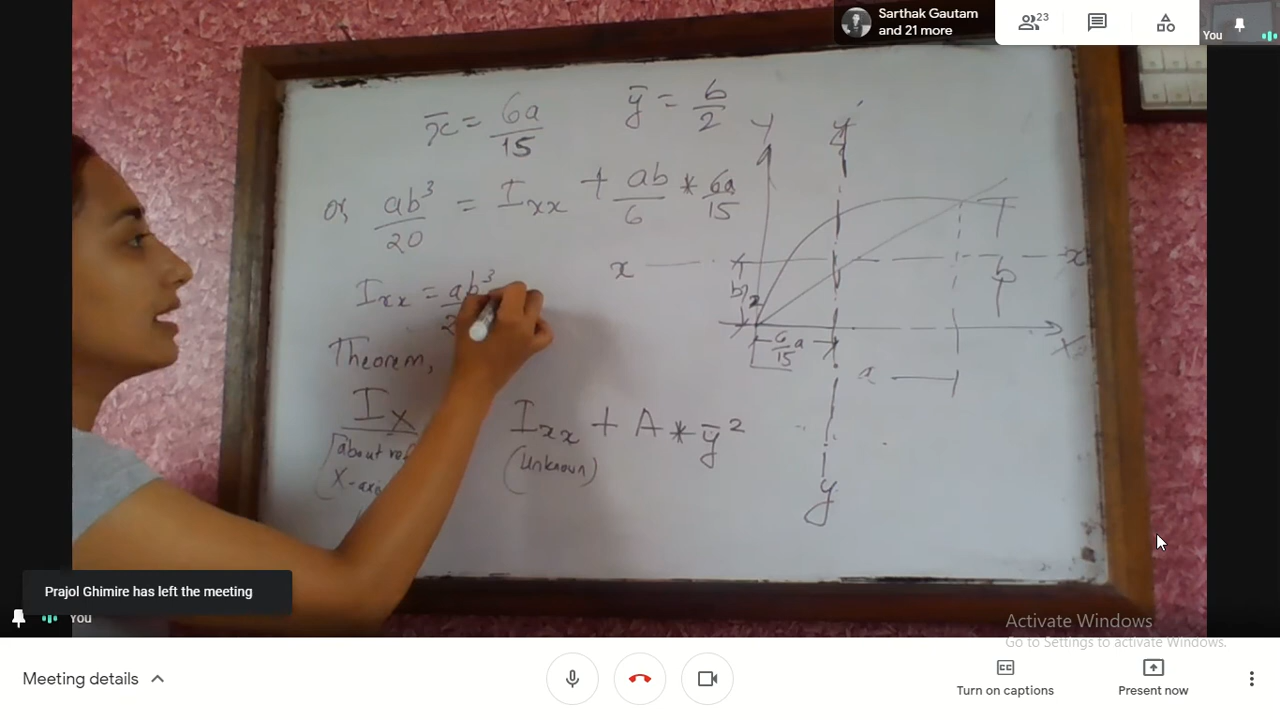 Sarthak Gautam
and 21 more
23
You
x̄ = 6a/15
ȳ = b/2
or, ab³/20 = Ixx + ab/6 * 6a/15
Ixx = ab³
Theorem,
Ix
Ixx + A * ȳ²
(about
X-axis
(Unknown)
y
y'
x
x
b/2
b
6/15 a
X
a
y
Prajol Ghimire has left the meeting
You
Activate Windows
Go to Settings to activate Windows.
Meeting details
Turn on captions
Present now